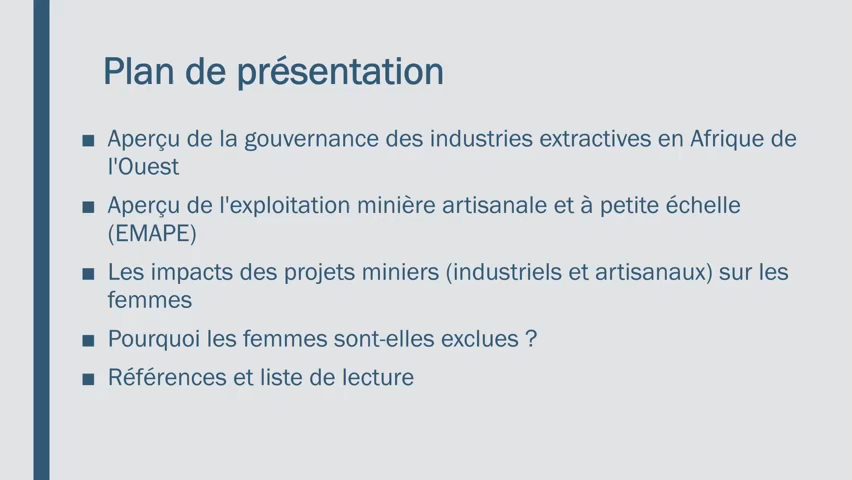 Plan de présentation
■ Aperçu de la gouvernance des industries extractives en Afrique de
l'Ouest
■ Aperçu de l'exploitation minière artisanale et à petite échelle
(EMAPE)
■ Les impacts des projets miniers (industriels et artisanaux) sur les
femmes
■ Pourquoi les femmes sont-elles exclues ?
■ Références et liste de lecture